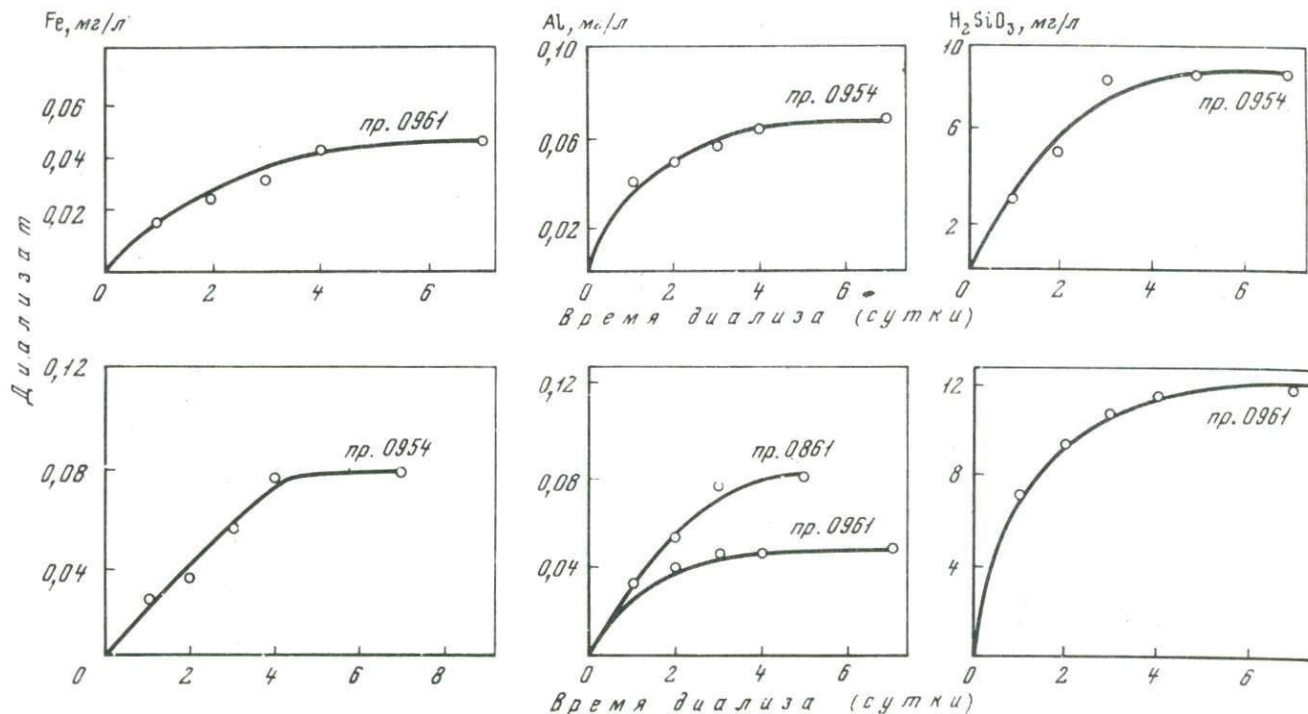 Fe, мг/л
0,06
0,04
0,02
пр. 0961
0 2 4 6
Al, мг/л
0,10
0,06
0,02
пр. 0954
0 2 4 6
H₂SiO₃, мг/л
10
6
2
пр. 0954
0 2 4 6
Время диализа (сутки)
Диализат
0,12
0,08
0,04
пр. 0954
0 2 4 6 8
0,12
0,08
0,04
пр. 0861
пр. 0961
0 2 4 6
12
8
4
пр. 0961
0 2 4 6
Время диализа (сутки)